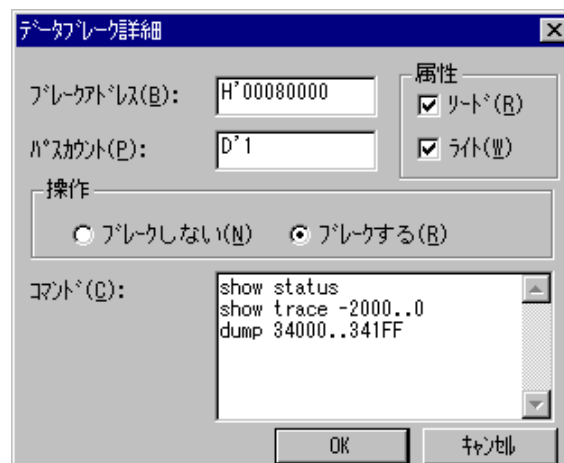 ﾃﾞｰﾀﾌﾞﾚｰｸ詳細
ﾌﾞﾚｰｸｱﾄﾞﾚｽ(B): H'00080000
ﾊﾟｽｶｳﾝﾄ(P): D'1
属性
ﾘｰﾄﾞ(R)
ﾗｲﾄ(W)
操作
ﾌﾞﾚｰｸしない(N) ﾌﾞﾚｰｸする(R)
ｺﾏﾝﾄﾞ(C):
show status
show trace -2000..0
dump 34000..341FF
OK ｷｬﾝｾﾙ